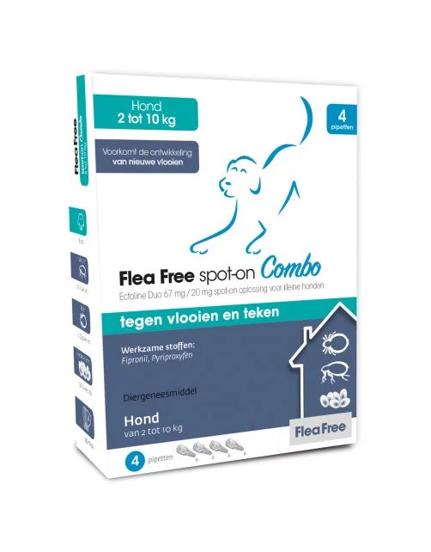 Hond
2 tot 10 kg
4
pipetten
Voorkomt de ontwikkeling
van nieuwe vlooien
Flea Free
Flea Free spot-on Combo
Ectoline Duo 67 mg / 20 mg spot-on oplossing voor kleine honden
tegen vlooien en teken
Werkzame stoffen:
Fipronil, Pyriproxyfen
Diergeneesmiddel
Hond
van 2 tot 10 kg
4 pipetten
Flea Free